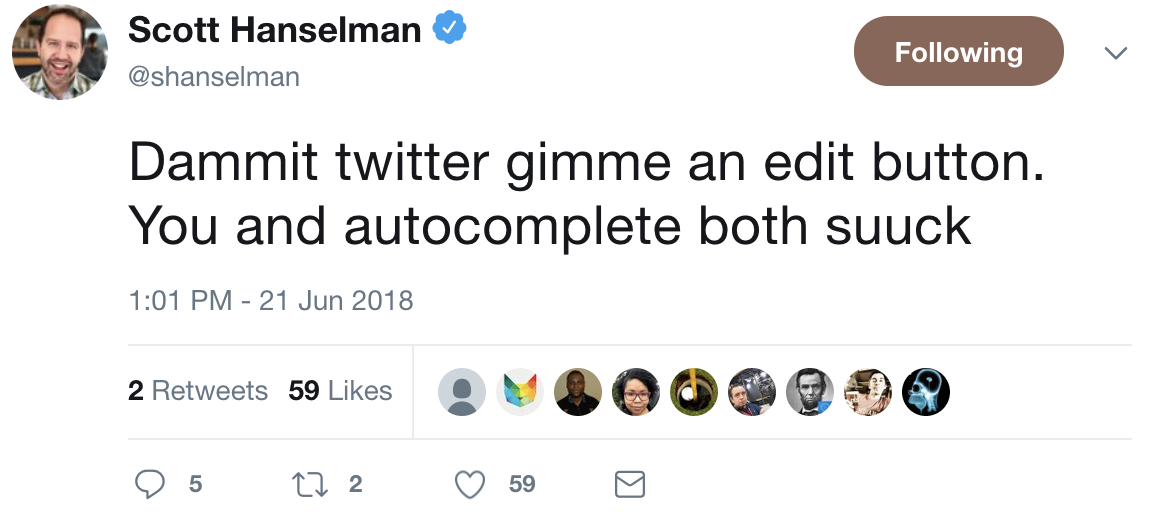 Scott Hanselman
@shanselman
Following
Dammit twitter gimme an edit button.
You and autocomplete both suuck
1:01 PM - 21 Jun 2018
2 Retweets 59 Likes
5 2 59